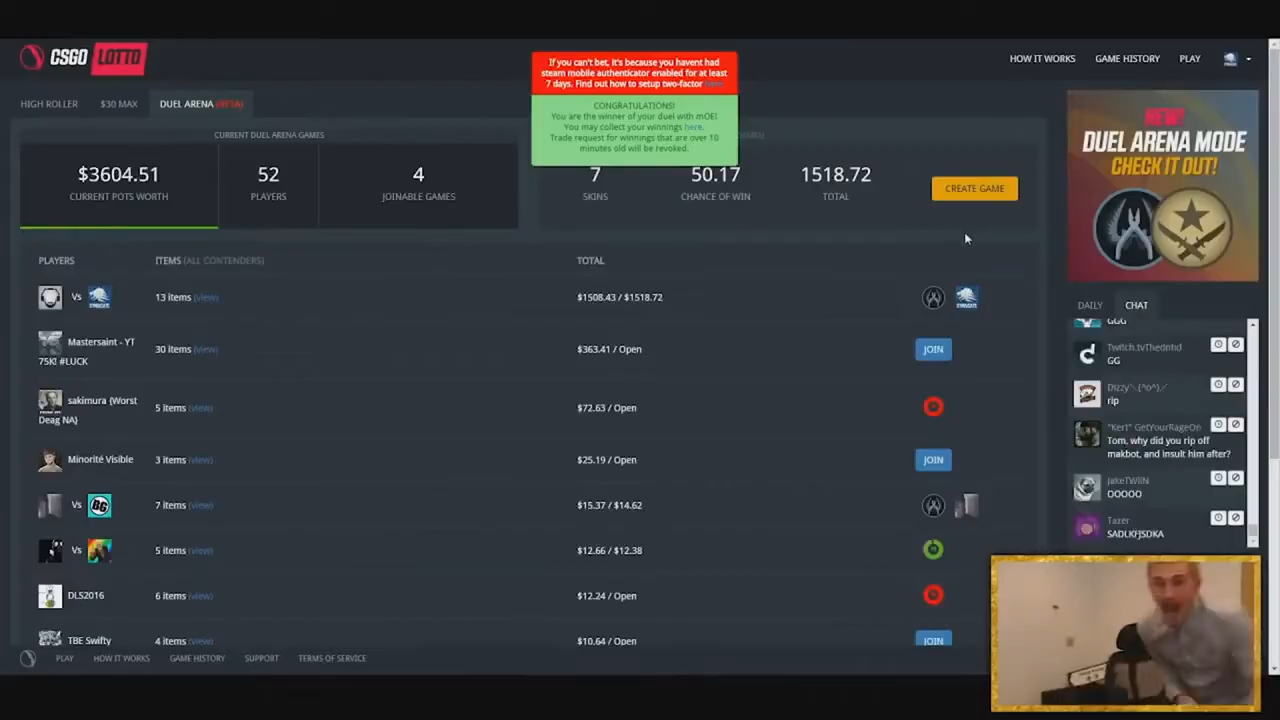 CSGO LOTTO
HOW IT WORKS
GAME HISTORY
PLAY
If you can't bet, it's because you havent had
steam mobile authenticator enabled for at least
7 days. Find out how to setup two-factor here.
CONGRATULATIONS!
You are the winner of your duel with mOE!
You may collect your winnings here.
Trade request for winnings that are over 10
minutes old will be revoked.
HIGH ROLLER
$30 MAX
DUEL ARENA (BETA)
CURRENT DUEL ARENA GAMES
$3604.51
CURRENT POTS WORTH
52
PLAYERS
4
JOINABLE GAMES
7
SKINS
50.17
CHANCE OF WIN
1518.72
TOTAL
CREATE GAME
NEW!
DUEL ARENA MODE
CHECK IT OUT!
PLAYERS
ITEMS (ALL CONTENDERS)
TOTAL
Vs
13 items (view)
$1508.43 / $1518.72
Mastersaint - YT
75K! #LUCK
30 items (view)
$363.41 / Open
JOIN
sakimura {Worst
Deag NA}
5 items (view)
$72.63 / Open
Minorité Visible
3 items (view)
$25.19 / Open
JOIN
Vs
7 items (view)
$15.37 / $14.62
Vs
5 items (view)
$12.66 / $12.38
DLS2016
6 items (view)
$12.24 / Open
TBE Swifty
4 items (view)
$10.64 / Open
JOIN
DAILY
CHAT
GGG
Twitch.tvThedntid
GG
Dizzy＼(^o^)／
rip
"Kert" GetYourRageOn
Tom, why did you rip off
makbot, and insult him after?
JakeTWIIN
OOOOO
Tazer
SADLKFJSDKA
PLAY
HOW IT WORKS
GAME HISTORY
SUPPORT
TERMS OF SERVICE